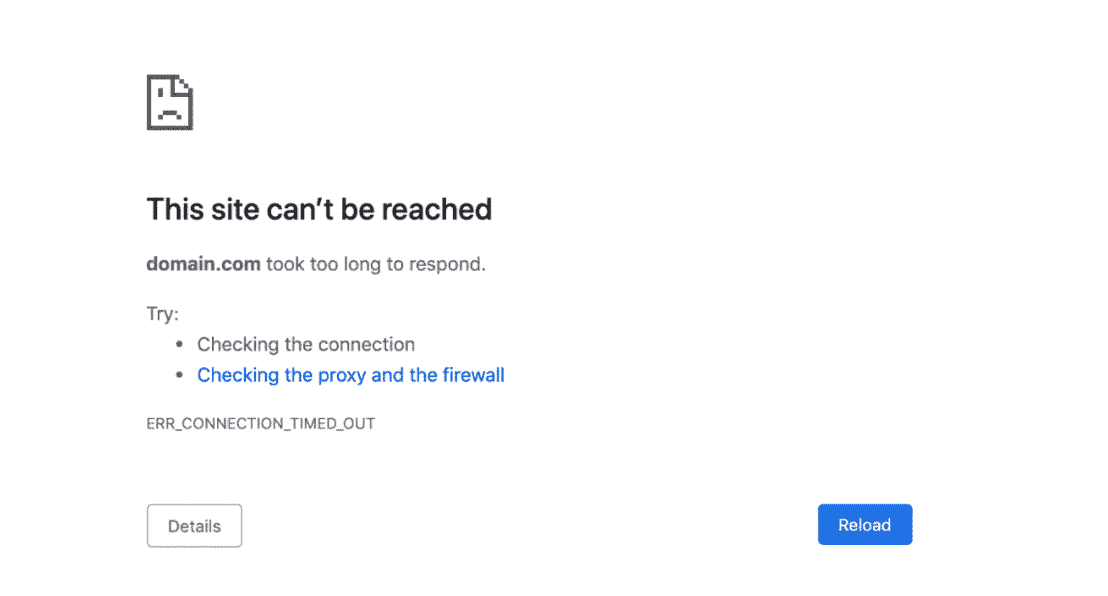 This site can’t be reached
domain.com took too long to respond.
Try:
• Checking the connection
• Checking the proxy and the firewall
ERR_CONNECTION_TIMED_OUT
Details
Reload